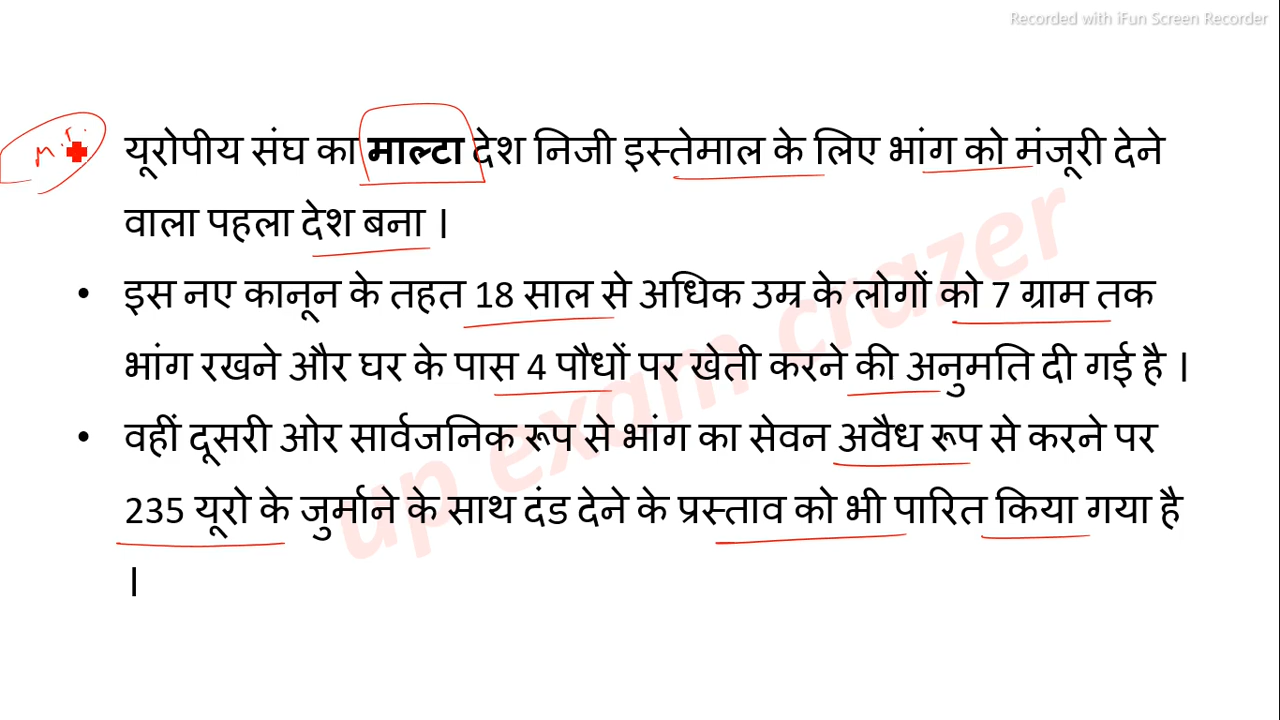 Recorded with iFun Screen Recorder
यूरोपीय संघ का माल्टा देश निजी इस्तेमाल के लिए भांग को मंजूरी देने
वाला पहला देश बना ।
• इस नए कानून के तहत 18 साल से अधिक उम्र के लोगों को 7 ग्राम तक
भांग रखने और घर के पास 4 पौधों पर खेती करने की अनुमति दी गई है ।
• वहीं दूसरी ओर सार्वजनिक रूप से भांग का सेवन अवैध रूप से करने पर
235 यूरो के जुर्माने के साथ दंड देने के प्रस्ताव को भी पारित किया गया है
।
up exam crazer